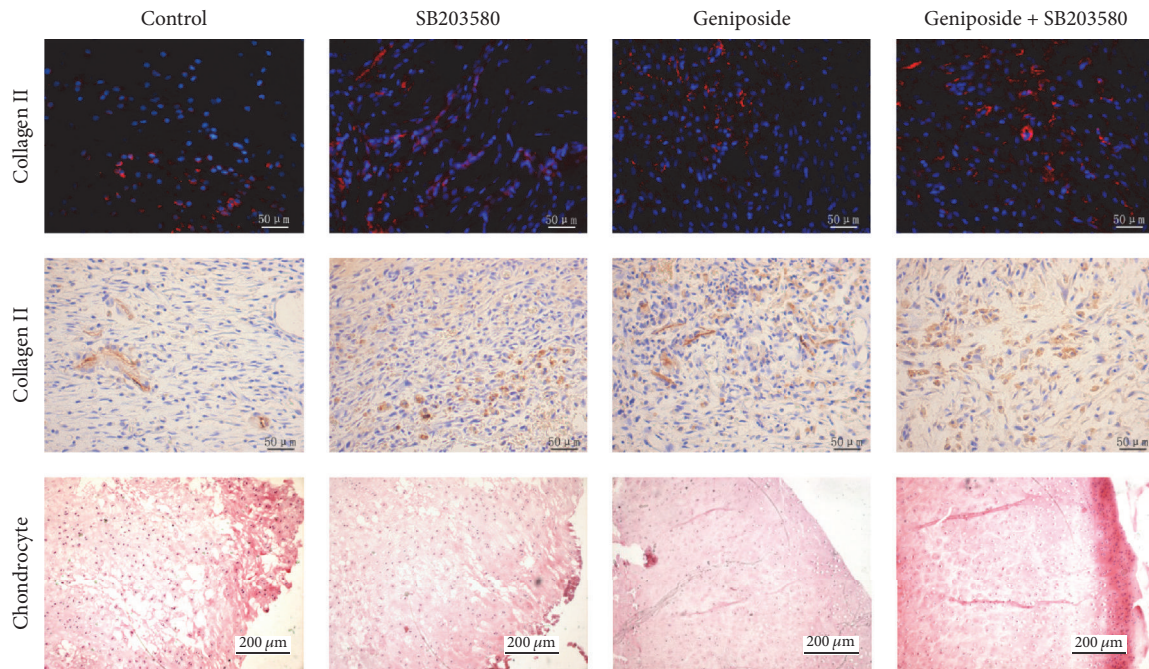 Control SB203580 Geniposide Geniposide + SB203580
Collagen II
50 μm 50 μm 50 μm 50 μm
Collagen II
50 μm 50 μm 50 μm 50 μm
Chondrocyte
200 μm 200 μm 200 μm 200 μm